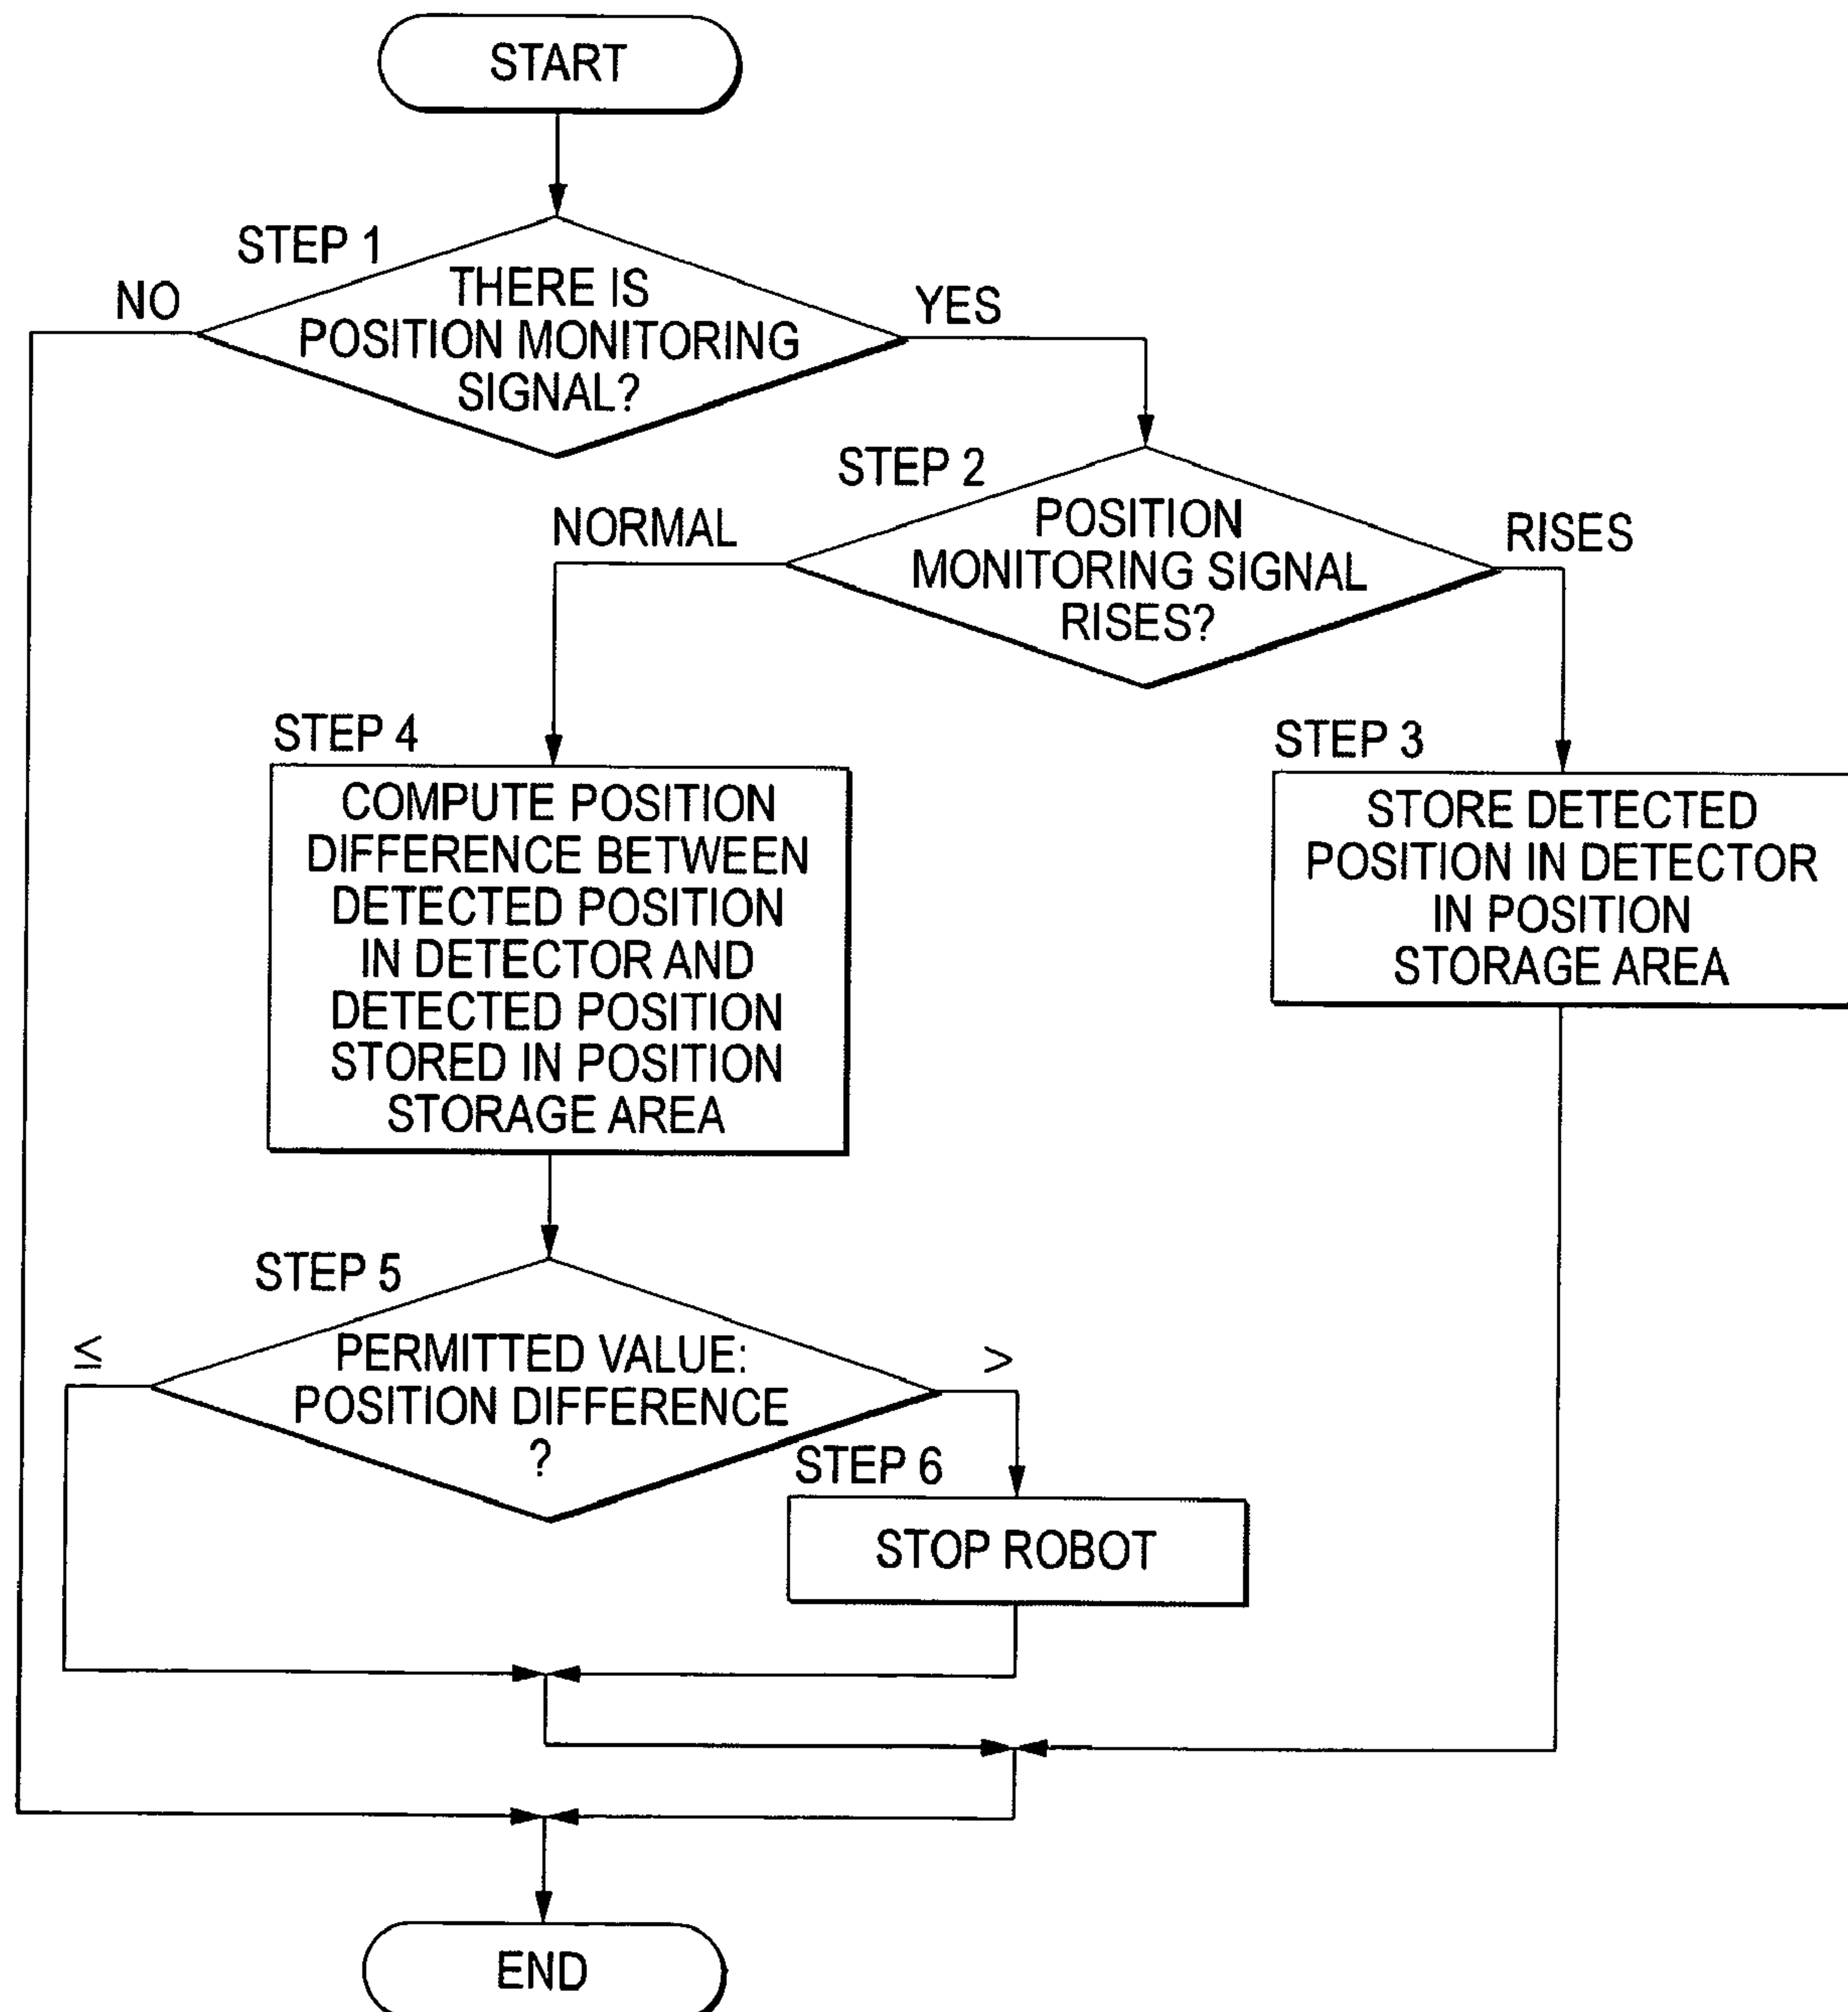 START
STEP 1
NO
THERE IS
POSITION MONITORING
SIGNAL?
YES
STEP 2
NORMAL
POSITION
MONITORING SIGNAL
RISES?
RISES
STEP 4
COMPUTE POSITION
DIFFERENCE BETWEEN
DETECTED POSITION
IN DETECTOR AND
DETECTED POSITION
STORED IN POSITION
STORAGE AREA
STEP 3
STORE DETECTED
POSITION IN DETECTOR
IN POSITION
STORAGE AREA
STEP 5
≤
PERMITTED VALUE:
POSITION DIFFERENCE
?
>
STEP 6
STOP ROBOT
END